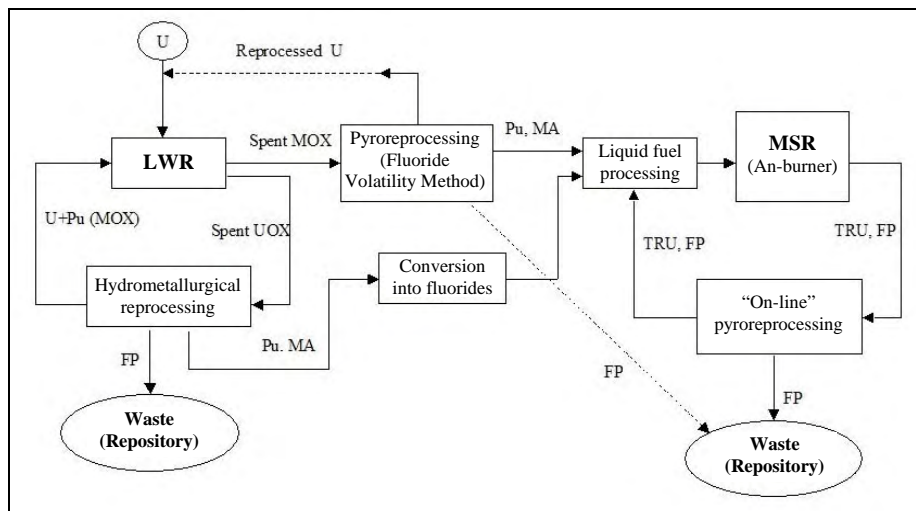 U
Reprocessed U
LWR
Spent MOX
Pyroreprocessing
(Fluoride
Volatility Method)
Pu, MA
Liquid fuel
processing
MSR
(An-burner)
U+Pu (MOX)
Spent UOX
TRU, FP
TRU, FP
Hydrometallurgical
reprocessing
Conversion
into fluorides
“On-line”
pyroreprocessing
FP
Pu. MA
FP
FP
Waste
(Repository)
Waste
(Repository)